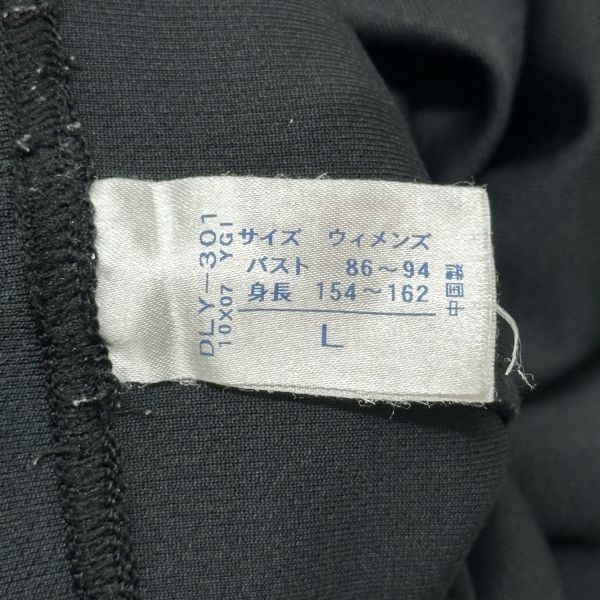 DLY-301
10X07 YGI
サイズ ウィメンズ
バスト 86〜94
身長 154〜162
L
中国製